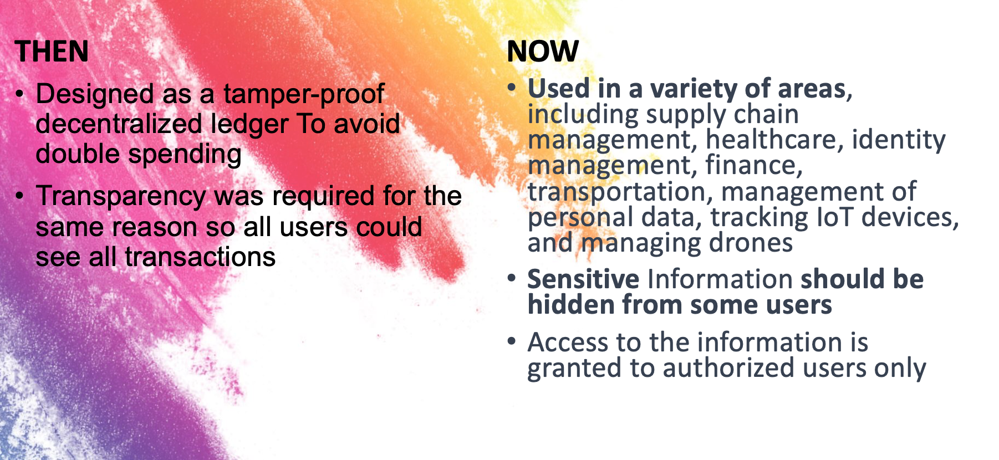 THEN
• Designed as a tamper-proof
decentralized ledger To avoid
double spending
• Transparency was required for the
same reason so all users could
see all transactions
NOW
• Used in a variety of areas,
including supply chain
management, healthcare, identity
management, finance,
transportation, management of
personal data, tracking IoT devices,
and managing drones
• Sensitive Information should be
hidden from some users
• Access to the information is
granted to authorized users only